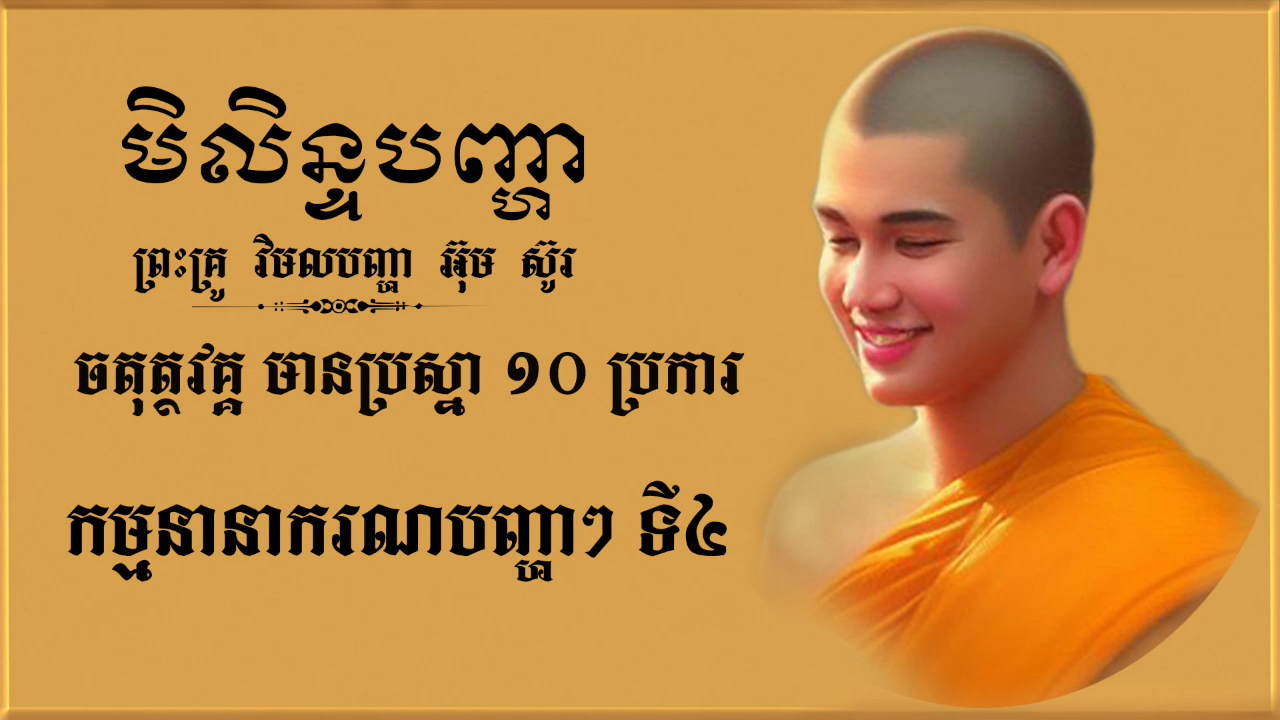 មិលិន្ទបញ្ហា
ព្រះគ្រូ វិមលបញ្ញា អ៊ុម ស៊ូរ
ចតុត្ថវគ្គ មានប្រស្នា ១០ ប្រការ
កម្មនានាករណបញ្ហាៗ ទី៤